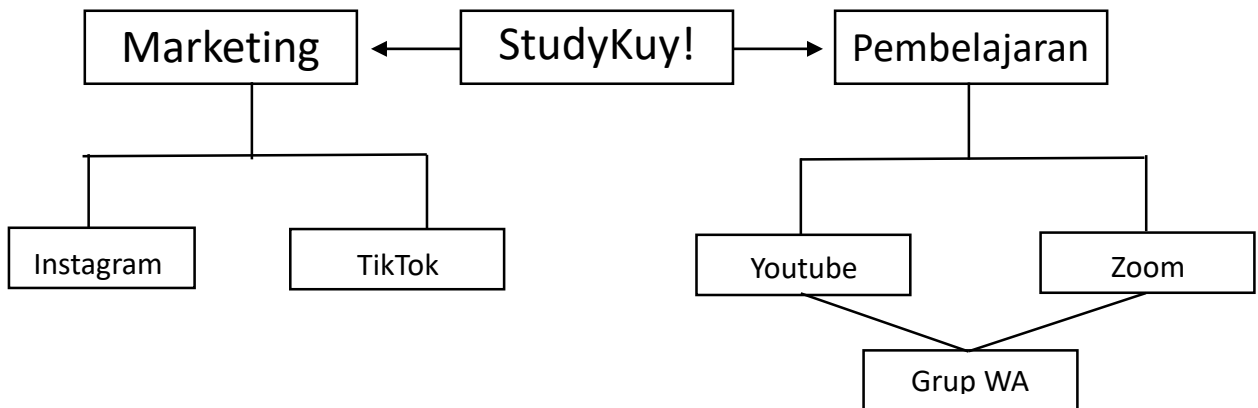 Marketing
StudyKuy!
Pembelajaran
Instagram
TikTok
Youtube
Zoom
Grup WA